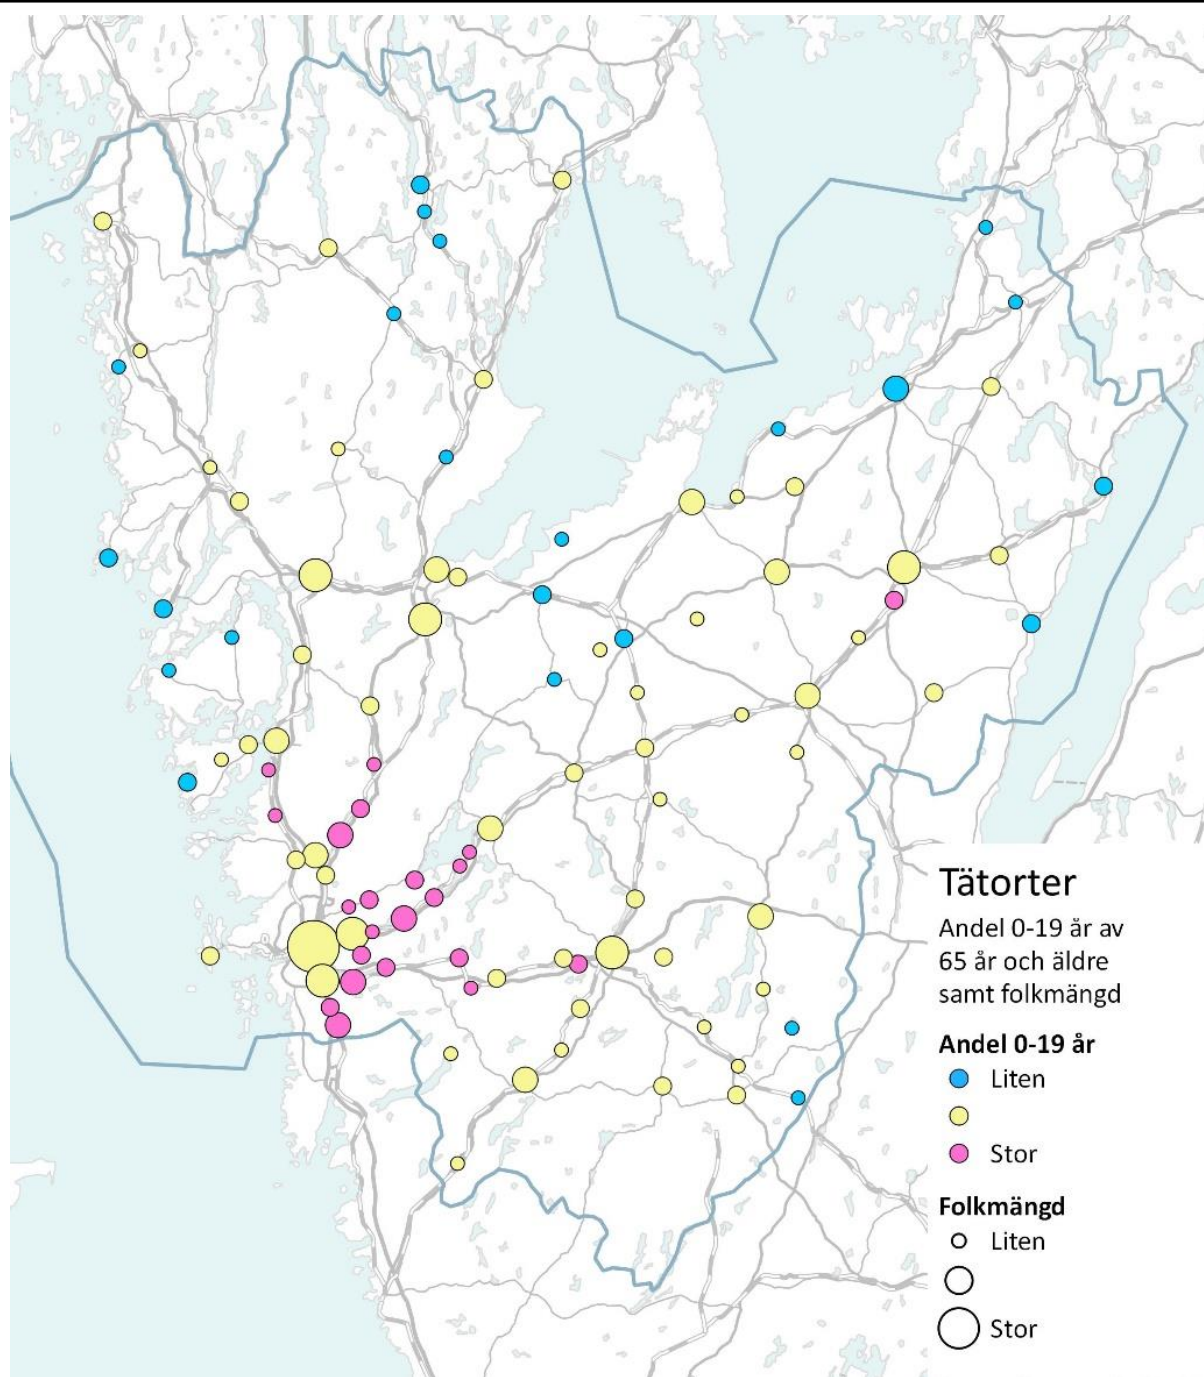 Tätorter
Andel 0-19 år av
65 år och äldre
samt folkmängd
Andel 0-19 år
Liten
Stor
Folkmängd
Liten
Stor